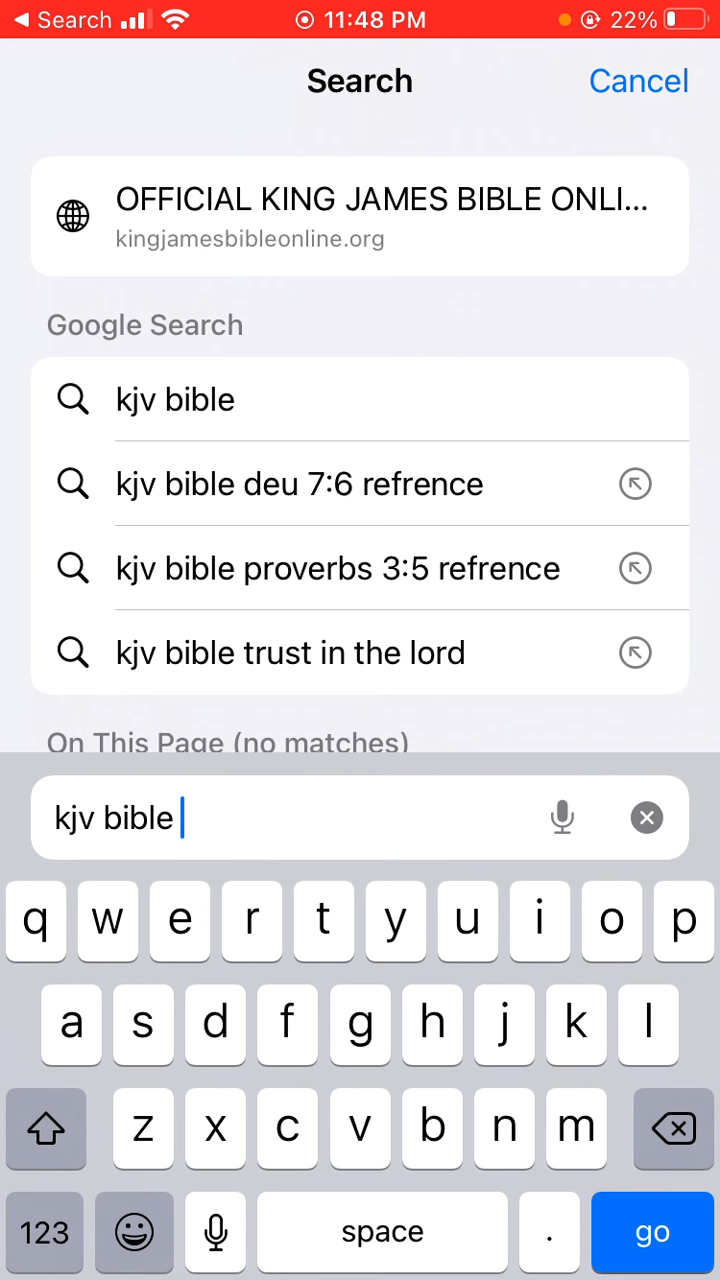 Search 11:48 PM 22%
Search Cancel
OFFICIAL KING JAMES BIBLE ONLI...
kingjamesbibleonline.org
Google Search
kjv bible
kjv bible deu 7:6 refrence
kjv bible proverbs 3:5 refrence
kjv bible trust in the lord
On This Page (no matches)
kjv bible
q w e r t y u i o p
a s d f g h j k l
z x c v b n m
123 space . go